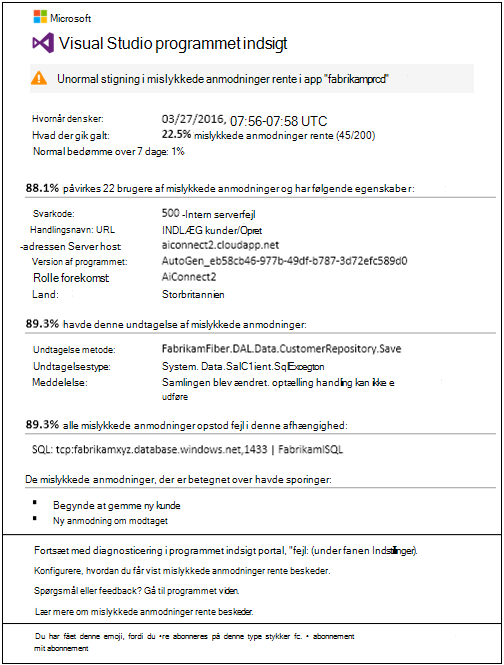 Microsoft
Visual Studio programmet indsigt
Unormal stigning i mislykkede anmodninger rente i app "fabrikamprod"
Hvornår den sker: 03/27/2016, 07:56-07:58 UTC
Hvad der gik galt: 22.5% mislykkede anmodninger rente (45/200)
Normal bedømme over 7 dage: 1%
88.1% påvirkes 22 brugere af mislykkede anmodninger og har følgende egenskaber:
Svarkode: 500 -Intern serverfejl
Handlingsnavn: URL INDLÆG kunder/Opret
-adressen Server host: aiconnect2.cloudapp.net
Version af programmet: AutoGen_eb58cb46-977b-49df-b787-3d72efc589d0
Rolle forekomst: AiConnect2
Land: Storbritannien
89.3% havde denne undtagelse af mislykkede anmodninger:
Undtagelse metode: FabrikamFiber.DAL.Data.CustomerRepository.Save
Undtagelsestype: System. Data.SalC1ient.SqlExcegton
Meddelelse: Samlingen blev ændret. optælling handling kan ikke e
udføre
89.3% alle mislykkede anmodninger opstod fejl i denne afhængighed:
SQL: tcp:fabrikamxyz.database.windows.net,1433 | FabrikamlSQL
De mislykkede anmodninger, der er betegnet over havde sporinger:
Begynde at gemme ny kunde
Ny anmodning om modtaget
Fortsæt med diagnosticering i programmet indsigt portal, "fejl: (under fanen Indstillinger).
Konfigurere, hvordan du får vist mislykkede anmodninger rente beskeder.
Spørgsmål eller feedback? Gå til programmet viden.
Lær mere om mislykkede anmodninger rente beskeder.
Du har fået denne emoji, fordi du •re abonneres på denne type stykker fc. • abonnement
mit abonnement